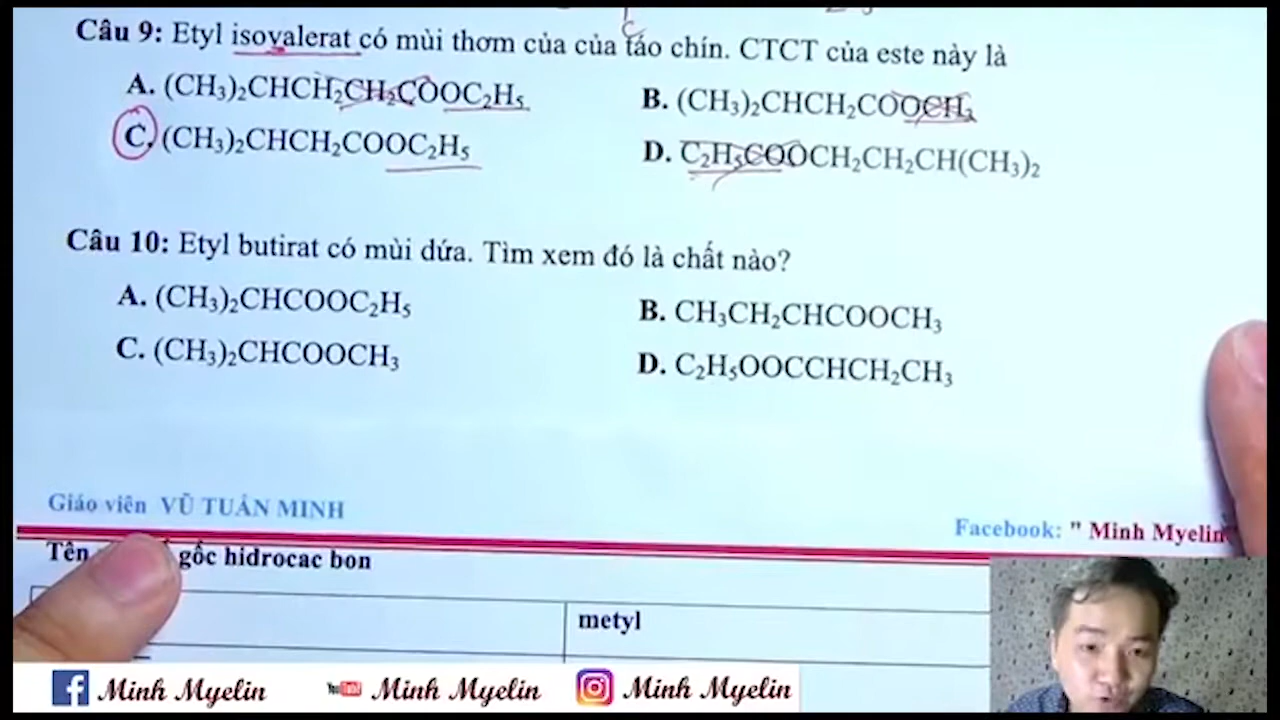 Câu 9: Etyl isovalerat có mùi thơm của của táo chín. CTCT của este này là
A. (CH₃)₂CHCH₂CH₂COOC₂H₅ B. (CH₃)₂CHCH₂COOCH₃
C. (CH₃)₂CHCH₂COOC₂H₅ D. C₂H₅COOCH₂CH₂CH(CH₃)₂
Câu 10: Etyl butirat có mùi dứa. Tìm xem đó là chất nào?
A. (CH₃)₂CHCOOC₂H₅ B. CH₃CH₂CHCOOCH₃
C. (CH₃)₂CHCOOCH₃ D. C₂H₅OOCCHCH₂CH₃
Giáo viên VŨ TUẤN MINH Facebook: " Minh Myelin"
Tên gốc hidrocac bon
metyl
Minh Myelin YouTube Minh Myelin Minh Myelin